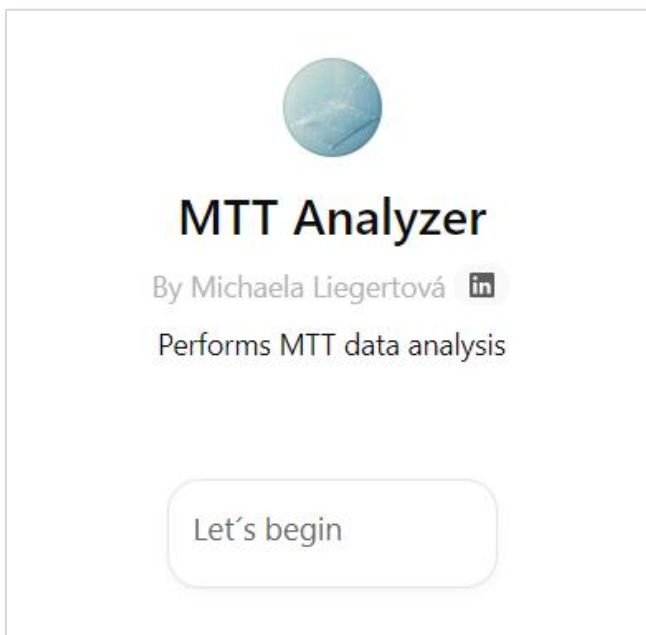 MTT Analyzer
By Michaela Liegertová in
Performs MTT data analysis
Let´s begin